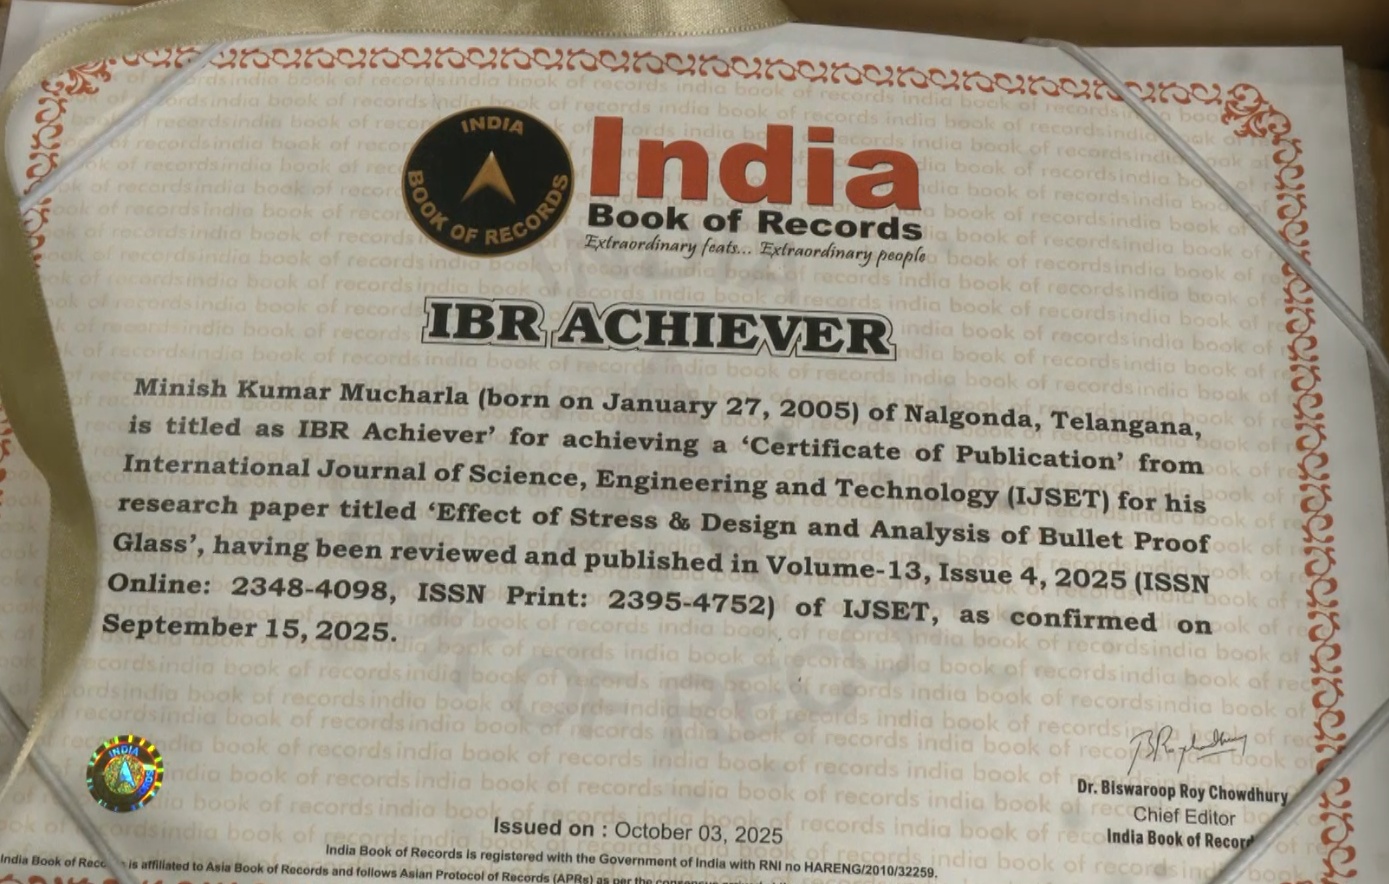 INDIA
BOOK OF RECORDS
India
Book of Records
Extraordinary feats... Extraordinary people
IBR ACHIEVER
Minish Kumar Mucharla (born on January 27, 2005) of Nalgonda, Telangana,
is titled as IBR Achiever’ for achieving a ‘Certificate of Publication’ from
International Journal of Science, Engineering and Technology (IJSET) for his
research paper titled ‘Effect of Stress & Design and Analysis of Bullet Proof
Glass’, having been reviewed and published in Volume-13, Issue 4, 2025 (ISSN
Online: 2348-4098, ISSN Print: 2395-4752) of IJSET, as confirmed on
September 15, 2025.
INDIA
Dr. Biswaroop Roy Chowdhury
Chief Editor
India Book of Recor
Issued on : October 03, 2025
India Book of Records is registered with the Government of India with RNI no HARENG/2010/32259.
India Book of is affiliated to Asia Book of Records and follows Asian Protocol of Records (APRs) as per the